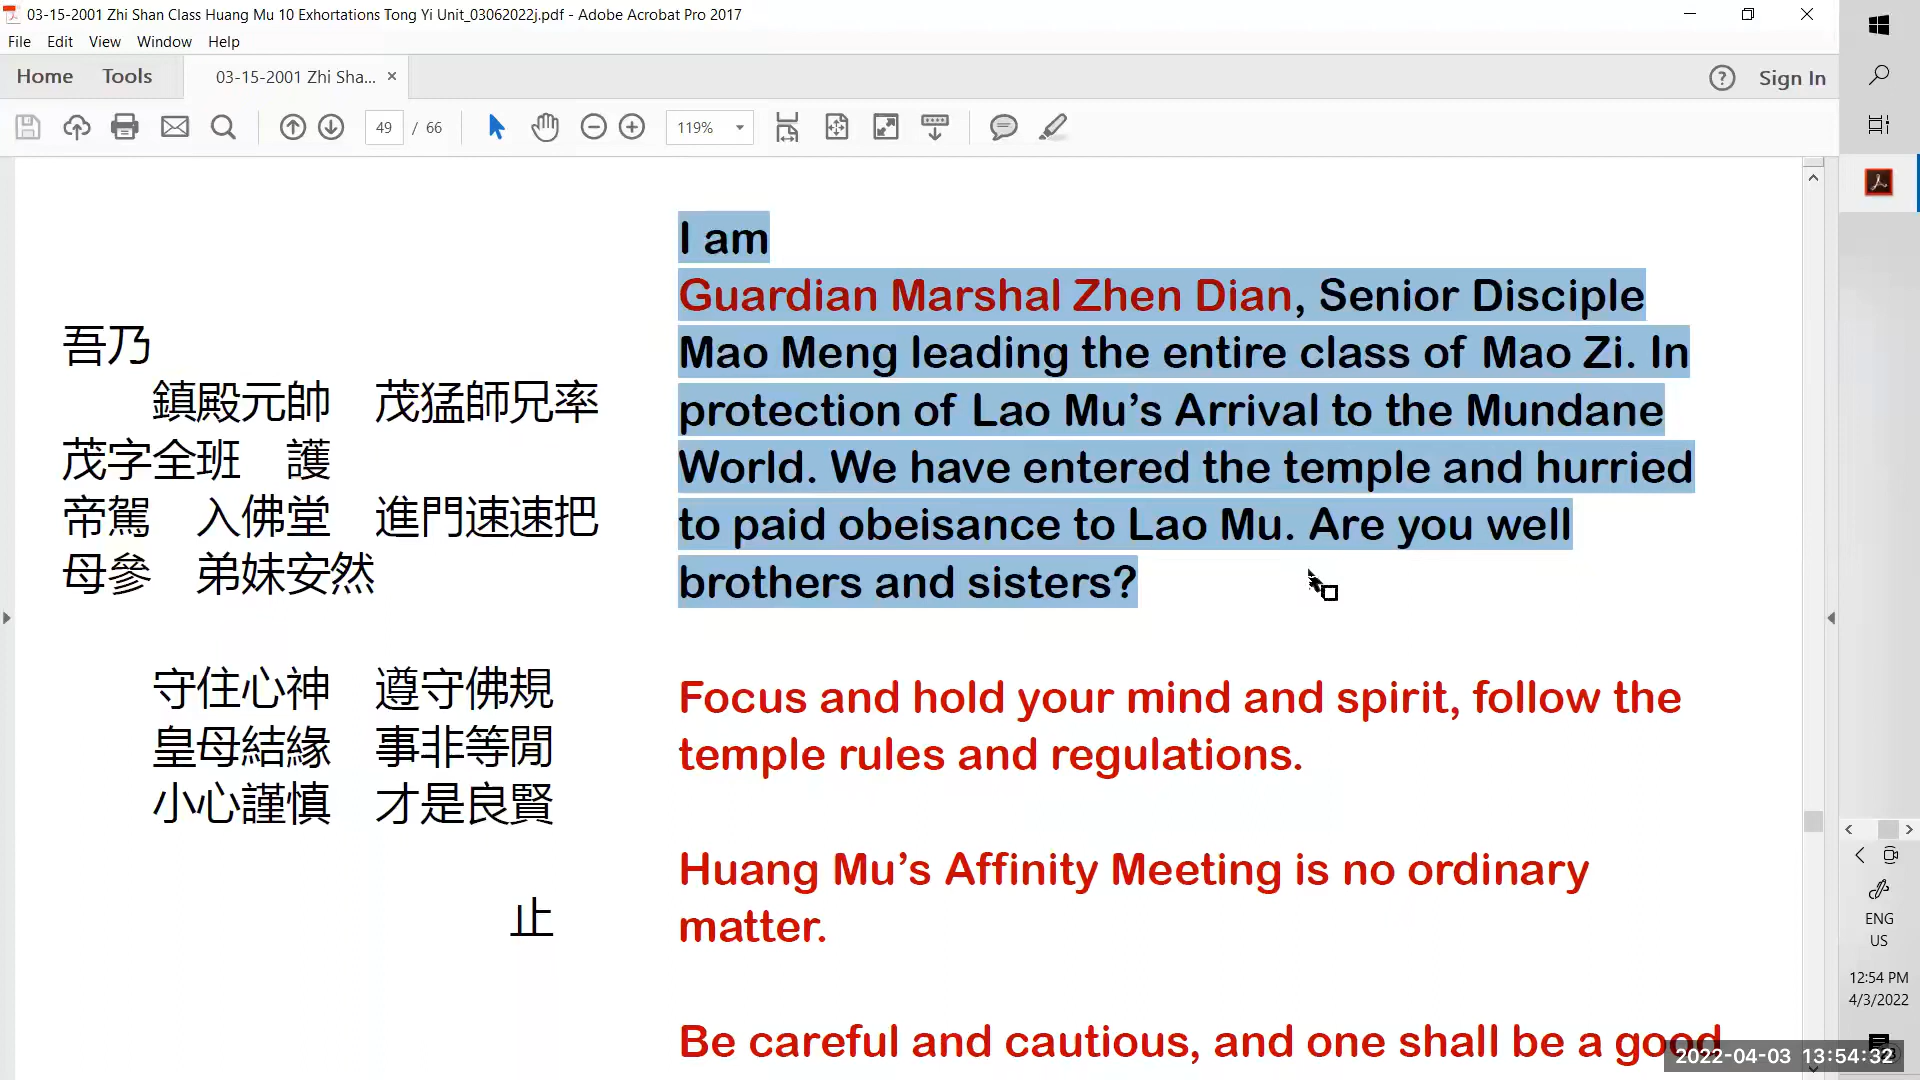 03-15-2001 Zhi Shan Class Huang Mu 10 Exhortations Tong Yi Unit_03062022j.pdf - Adobe Acrobat Pro 2017
File Edit View Window Help
Home Tools 03-15-2001 Zhi Sha... × Sign In
49 / 66 119%
吾乃
鎮殿元帥 茂猛師兄率
茂字全班 護
帝駕 入佛堂 進門速速把
母參 弟妹安然
守住心神 遵守佛規
皇母結緣 事非等閒
小心謹慎 才是良賢
止
I am
Guardian Marshal Zhen Dian, Senior Disciple
Mao Meng leading the entire class of Mao Zi. In
protection of Lao Mu’s Arrival to the Mundane
World. We have entered the temple and hurried
to paid obeisance to Lao Mu. Are you well
brothers and sisters?
Focus and hold your mind and spirit, follow the
temple rules and regulations.
Huang Mu’s Affinity Meeting is no ordinary
matter.
Be careful and cautious, and one shall be a good
ENG
US
12:54 PM
4/3/2022
2022-04-03 13:54:32